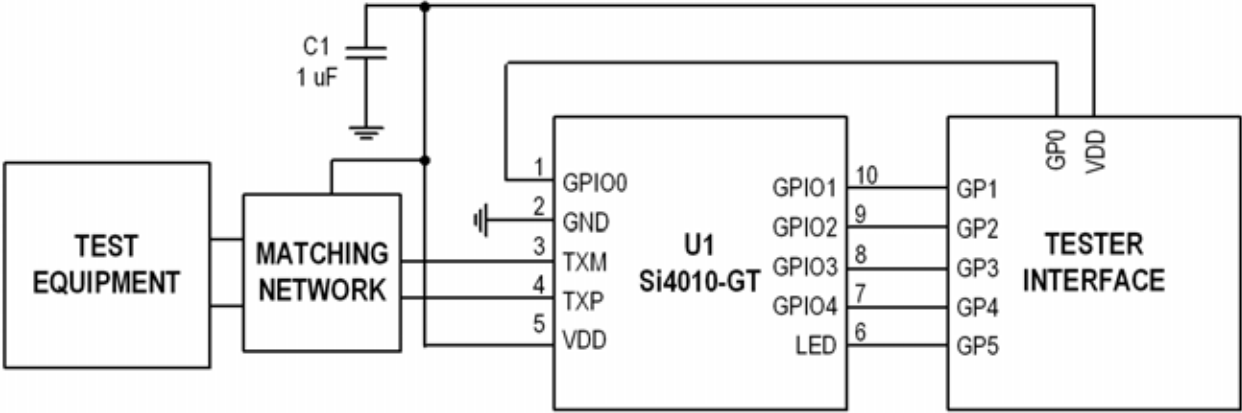 C1
1 uF
GP0
VDD
1
GPIO0
GPIO1
10
GP1
2
GND
GPIO2
9
GP2
TEST
EQUIPMENT
MATCHING
NETWORK
3
TXM
U1
Si4010-GT
GPIO3
8
GP3
TESTER
INTERFACE
4
TXP
GPIO4
7
GP4
5
VDD
LED
6
GP5